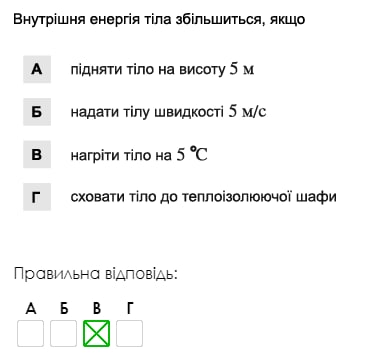 Внутрішня енергія тіла збільшиться, якщо
А підняти тіло на висоту 5 м
Б надати тілу швидкості 5 м/с
В нагріти тіло на 5 °C
Г сховати тіло до теплоізолюючої шафи
Правильна відповідь:
А Б В Г